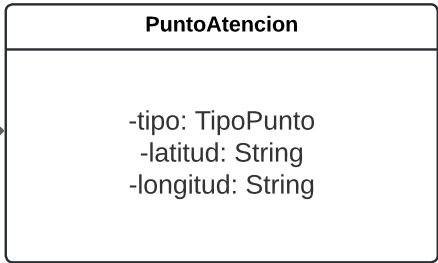 PuntoAtencion
-tipo: TipoPunto
-latitud: String
-longitud: String